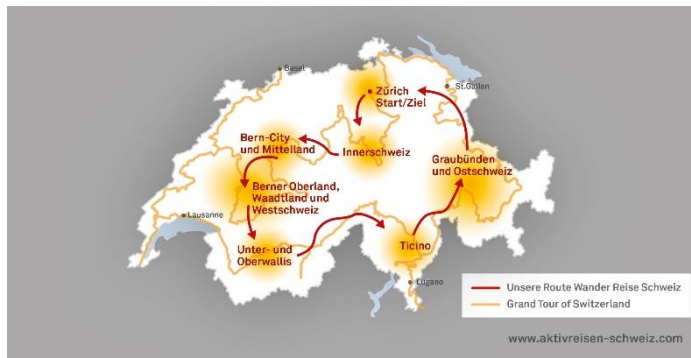 Basel
Zürich
Start/Ziel
St.Gallen
Bern-City
und Mittelland
Innerschweiz
Graubünden
und Ostschweiz
Berner Oberland,
Waadtland und
Westschweiz
Lausanne
Unter- und
Oberwallis
Ticino
Lugano
Unsere Route Wander Reise Schweiz
Grand Tour of Switzerland
www.aktivreisen-schweiz.com